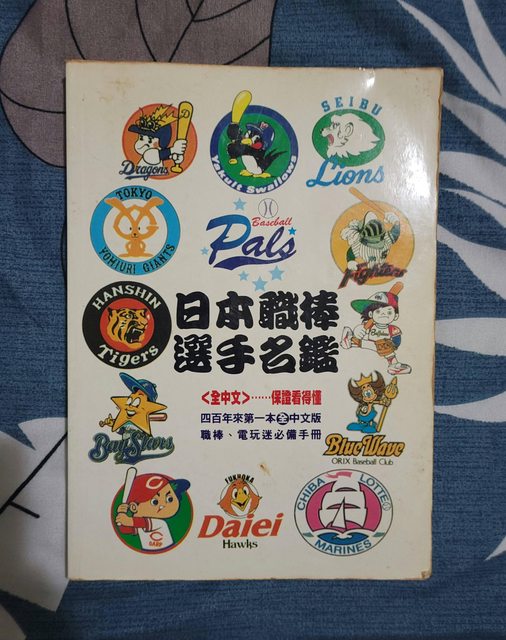 Dragons
Yakult Swallows
SEIBU
Lions
TOKYO
YOMIURI GIANTS
Baseball
Pals
Fighters
HANSHIN
Tigers
日本職棒
選手名鑑
<全中文>……保證看得懂
四百年來第一本全中文版
職棒、電玩迷必備手冊
BayStars
BlueWave
ORIX Baseball Club
C
CARP
FUKUOKA
Daiei
Hawks
CHIBA LOTTE
MARINES